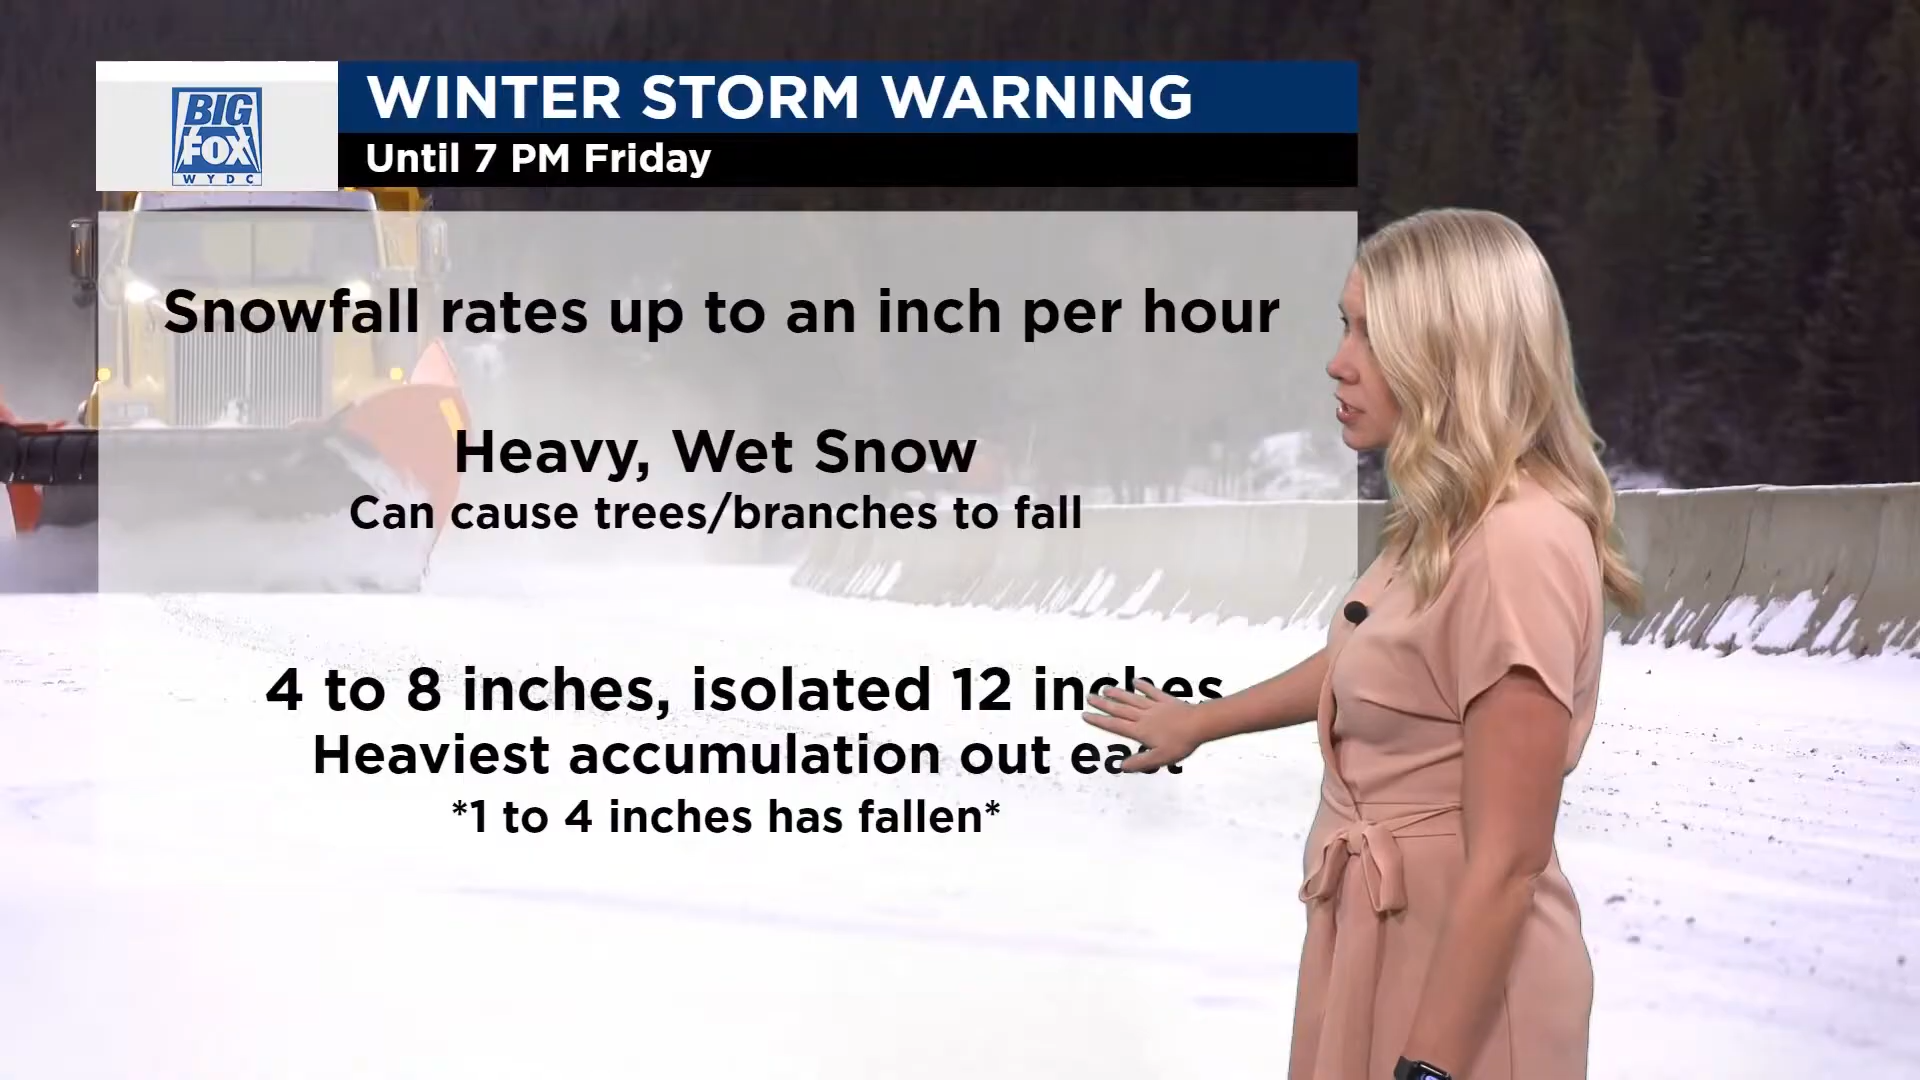 BIG
FOX
WYDC
WINTER STORM WARNING
Until 7 PM Friday
Snowfall rates up to an inch per hour
Heavy, Wet Snow
Can cause trees/branches to fall
4 to 8 inches, isolated 12 inches
Heaviest accumulation out east
*1 to 4 inches has fallen*